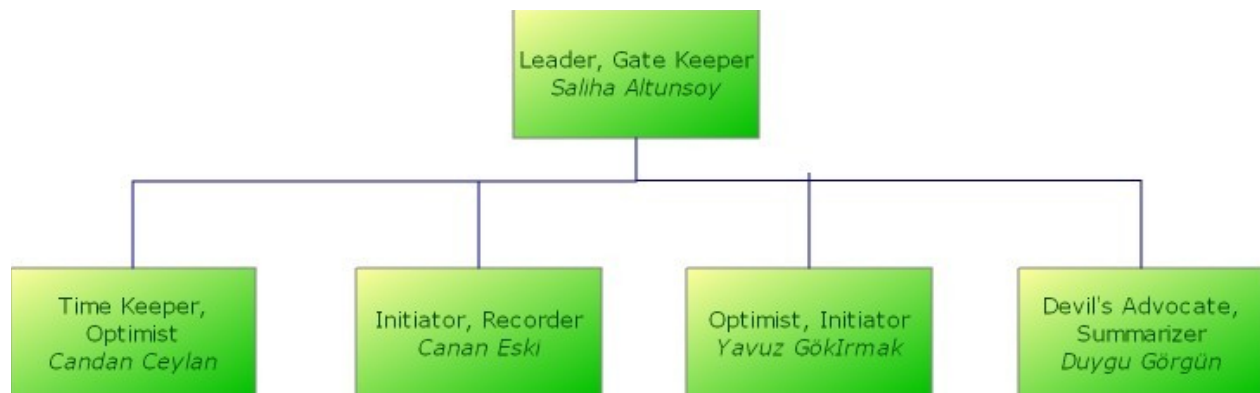 Leader, Gate Keeper
Saliha Altunsoy
Time Keeper,
Optimist
Candan Ceylan
Initiator, Recorder
Canan Eski
Optimist, Initiator
Yavuz GökIrmak
Devil's Advocate,
Summarizer
Duygu Görgün